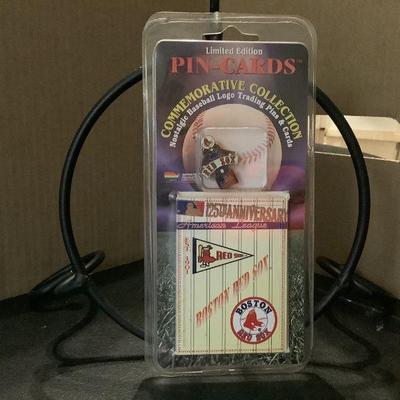 Limited Edition
PIN-CARDS™
COMMEMORATIVE COLLECTION
Nostalgic Baseball Logo Trading Pins & Cards
RED SOX
125TH ANNIVERSARY
American League
RED SOX
BOSTON RED SOX
BOSTON
RED SOX